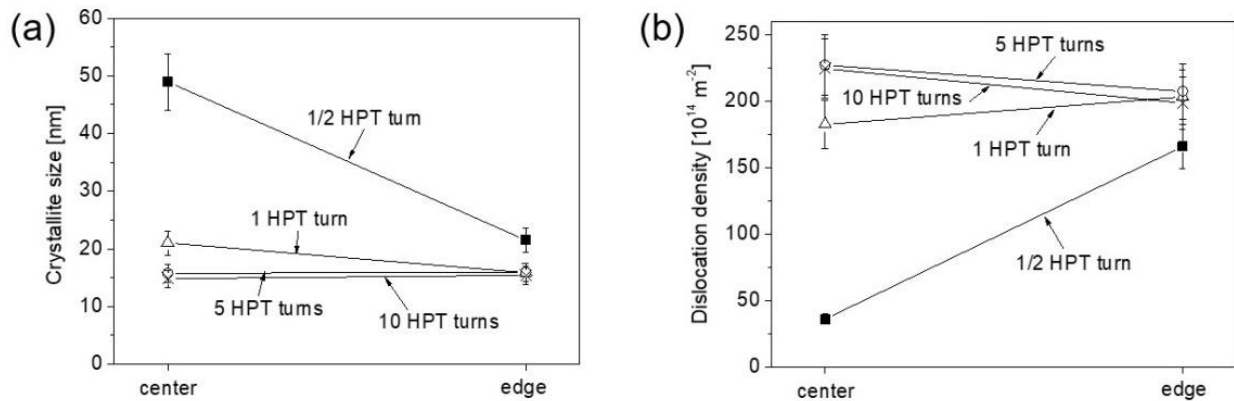 (a)
60
50
40
30
20
10
0
Crystallite size [nm]
1/2 HPT turn
1 HPT turn
5 HPT turns
10 HPT turns
center
edge
(b)
250
200
150
100
50
0
Dislocation density [10¹⁴ m⁻²]
5 HPT turns
10 HPT turns
1 HPT turn
1/2 HPT turn
center
edge